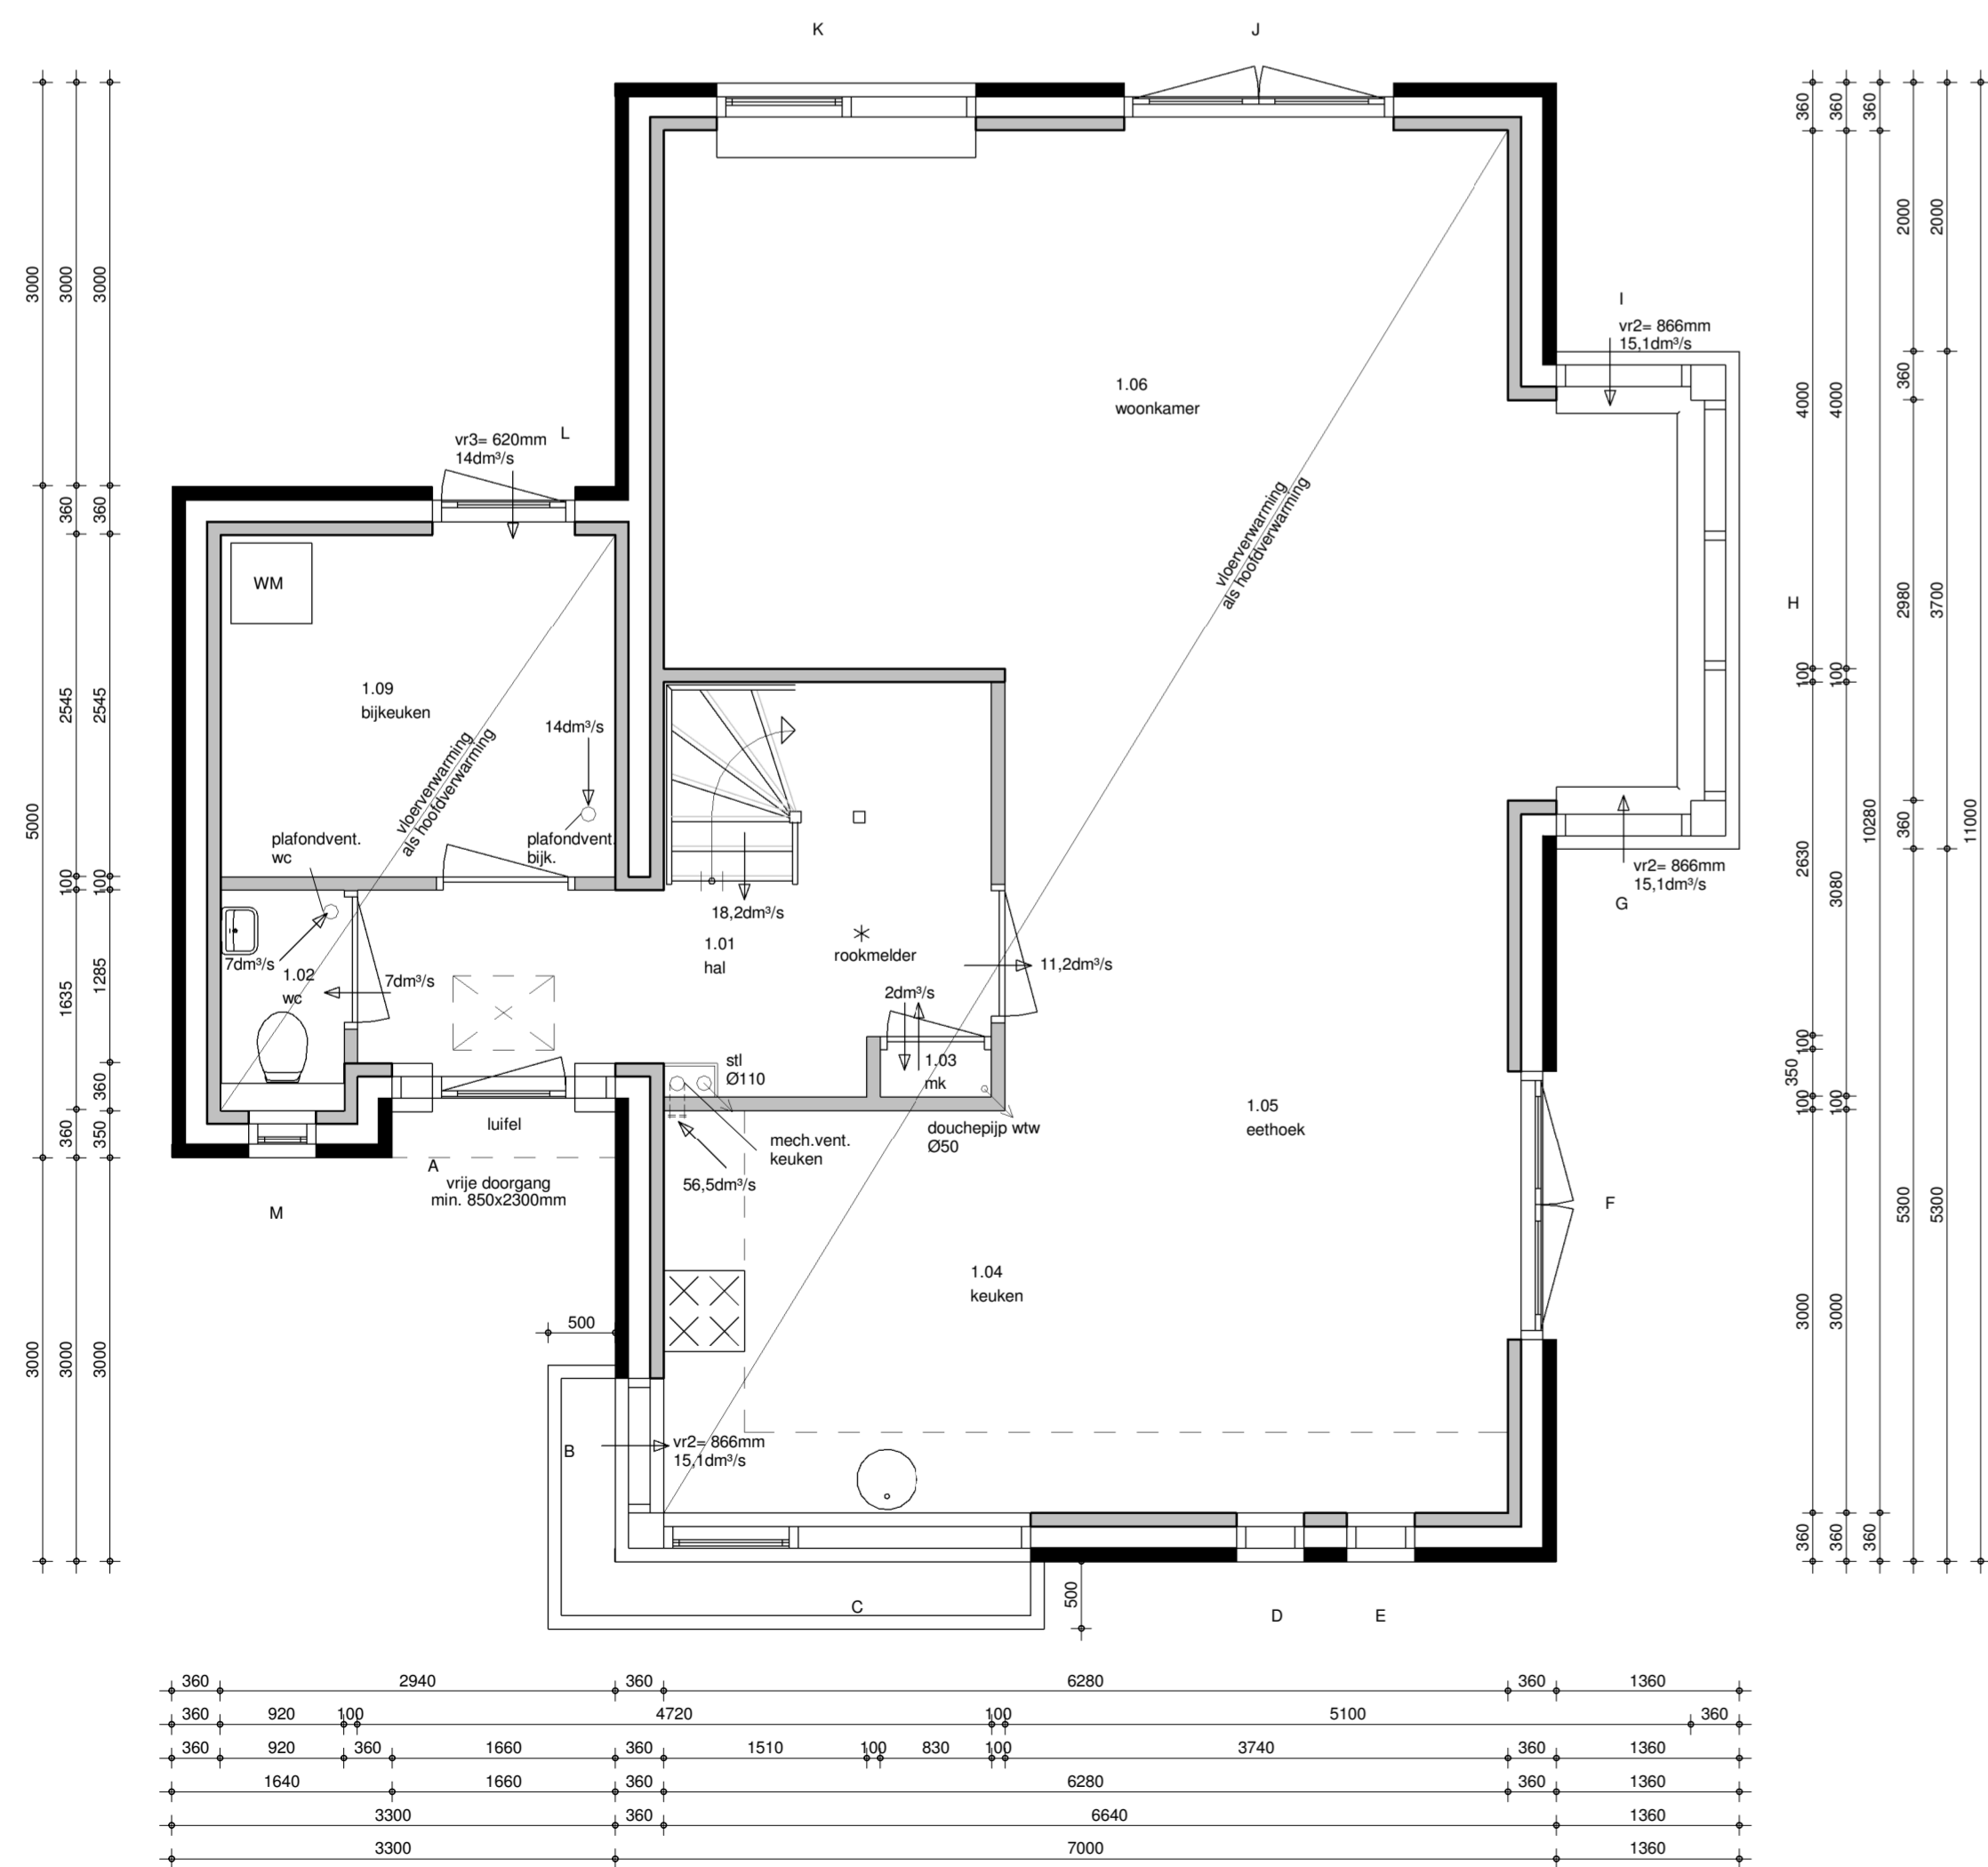 K
J
I
vr2= 866mm
15,1dm³/s
1.06
woonkamer
L
vr3= 620mm
14dm³/s
vloerverwarming
als hoofdverwarming
WM
H
1.09
bijkeuken
14dm³/s
vloerverwarming
als hoofdverwarming
plafondvent.
wc
plafondvent.
bijk.
vr2= 866mm
15,1dm³/s
G
18,2dm³/s
1.01
hal
rookmelder
11,2dm³/s
7dm³/s
1.02
wc
7dm³/s
2dm³/s
1.03
mk
stl
Ø110
luifel
1.05
eethoek
mech.vent.
keuken
douchepijp wtw
Ø50
A
vrije doorgang
min. 850x2300mm
56,5dm³/s
M
F
1.04
keuken
500
B
vr2= 866mm
15,1dm³/s
C
500
D
E
3000
5000
3000
3000
360
2545
100
1635
360
3000
3000
360
2545
100
1285
360
350
3000
360
4000
100
2630
100
350
100
3000
360
360
4000
100
3080
100
3000
360
360
10280
360
2000
360
2980
360
5300
2000
3700
5300
11000
360 2940 360 6280 360 1360
360 920 100 4720 100 5100 360
360 920 360 1660 360 1510 100 830 100 3740 360 1360
1640 1660 360 6280 360 1360
3300 360 6640 1360
3300 7000 1360